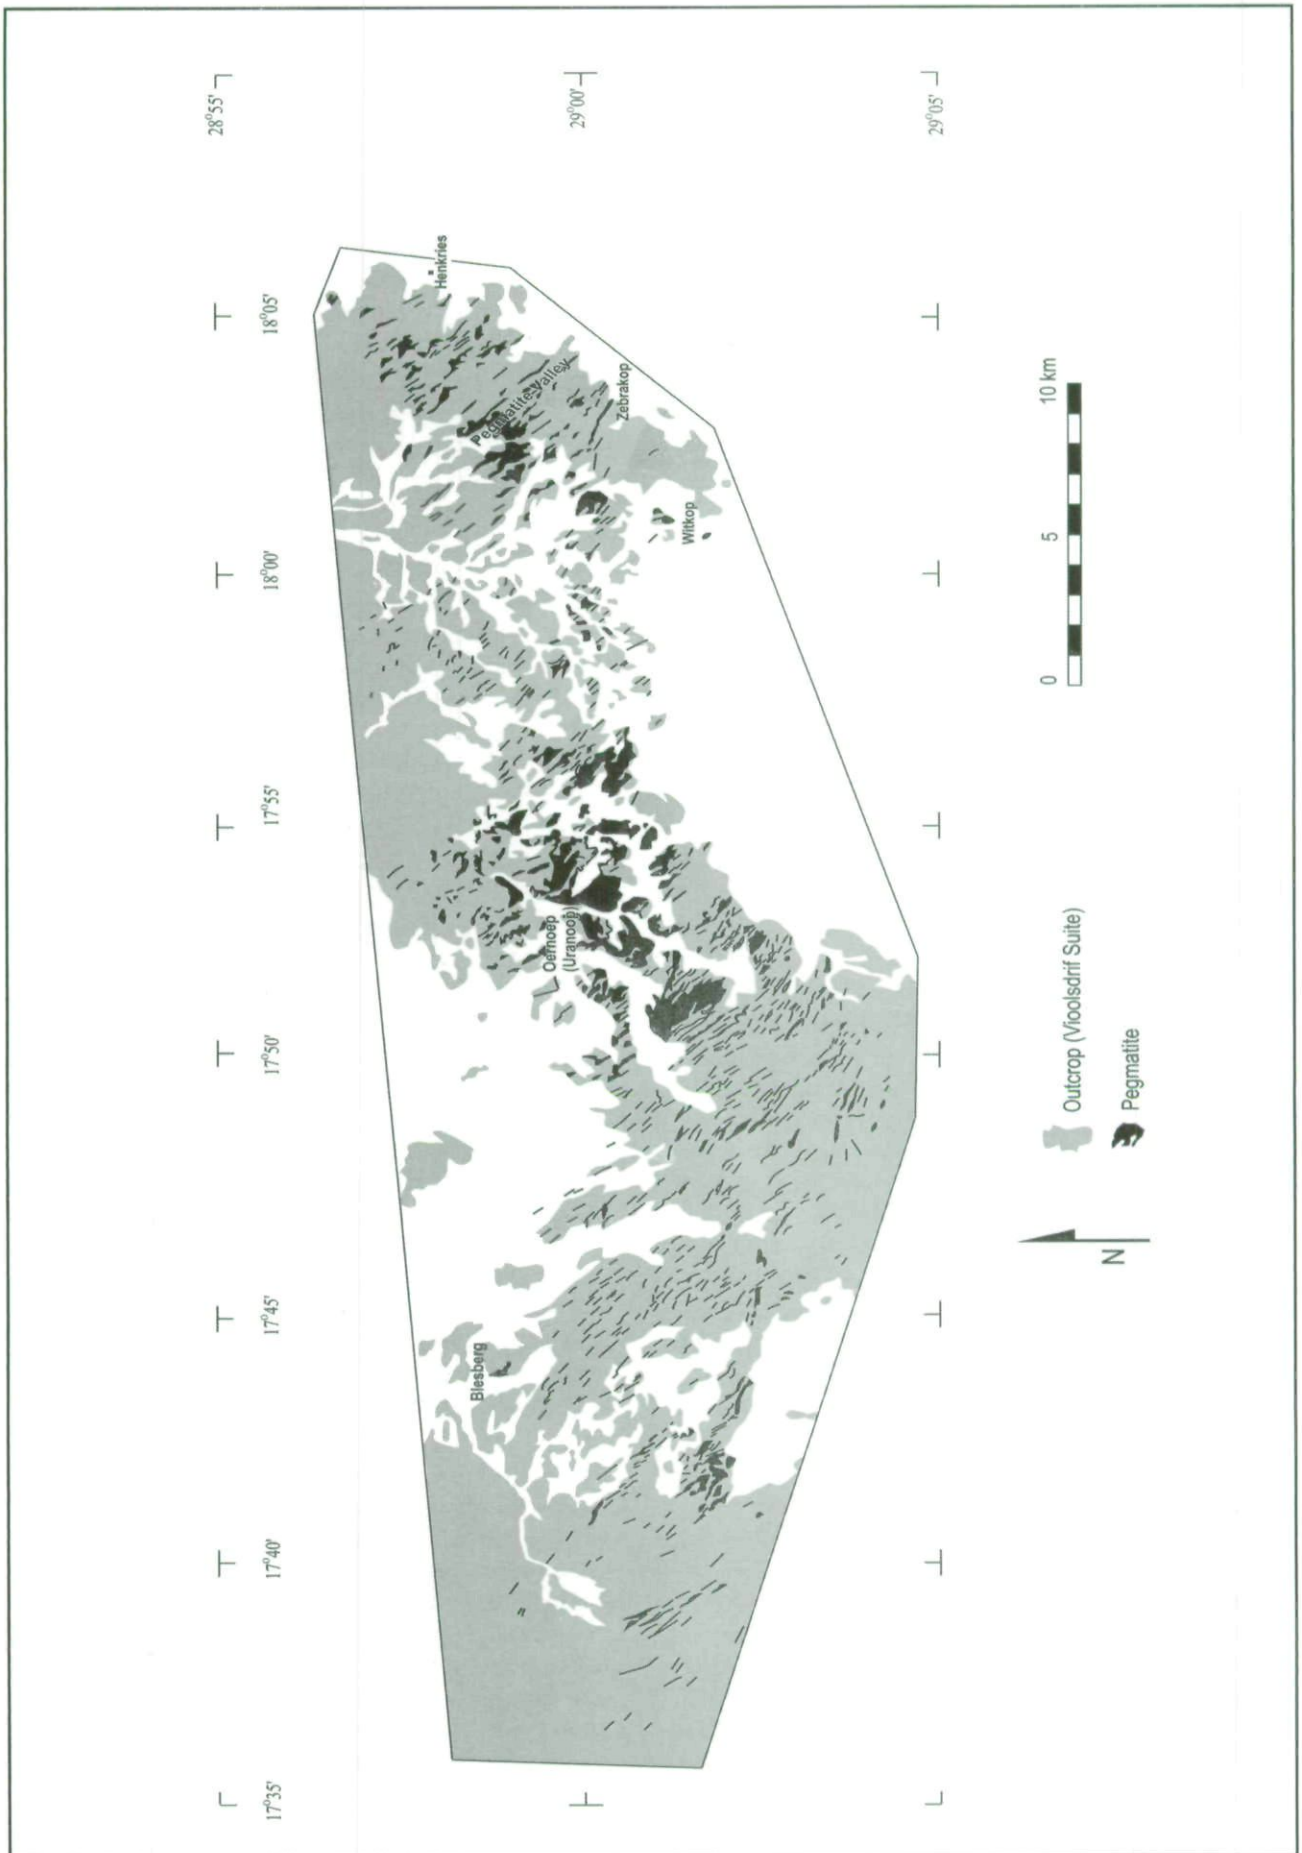 17°35'
17°40'
17°45'
17°50'
17°55'
18°00'
18°05'
28°55'
29°00'
29°05'
Blesberg
Oernoep
(Uranoop)
Pegmatite Valley
Henkries
Zebrakop
Witkop
N
Outcrop (Vioolsdrif Suite)
Pegmatite
0 5 10 km